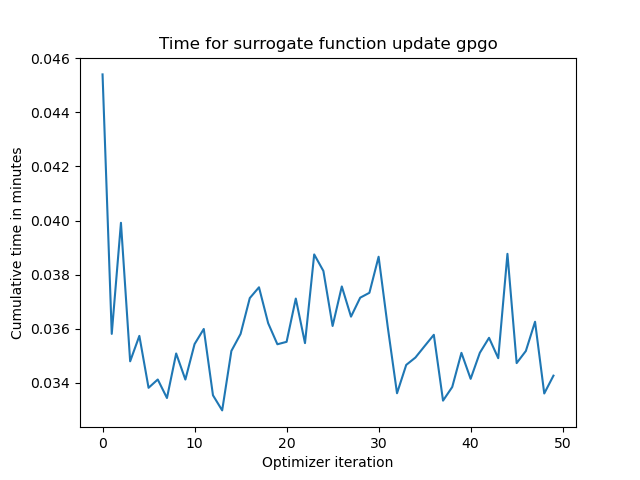 Time for surrogate function update gpgo
Cumulative time in minutes
0.046
0.044
0.042
0.040
0.038
0.036
0.034
0 10 20 30 40 50
Optimizer iteration